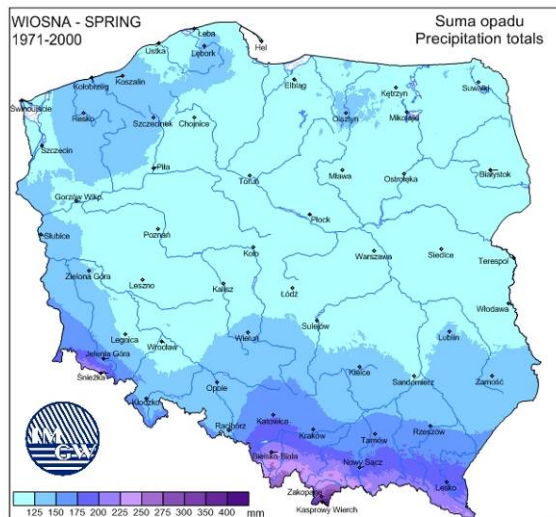 WIOSNA - SPRING
1971-2000
Suma opadu
Precipitation totals
Łeba
Hel
Ustka
Lębork
Koszalin
Kołobrzeg
Elbląg
Kętrzyn
Suwałki
Świnoujście
Resko
Szczecinek
Chojnice
Olsztyn
Mikołajki
Szczecin
Piła
Toruń
Mława
Ostrołęka
Białystok
Gorzów Wlkp.
Płock
Słubice
Poznań
Koło
Warszawa
Siedlce
Terespol
Zielona Góra
Leszno
Kalisz
Łódź
Włodawa
Sulejów
Legnica
Wrocław
Wieluń
Lublin
Jelenia Góra
Śnieżka
Kielce
Sandomierz
Zamość
Opole
Kłodzko
Racibórz
Katowice
Kraków
Tarnów
Rzeszów
Bielsko Biała
Nowy Sącz
Lesko
Zakopane
Kasprowy Wierch
IM
GW
125 150 175 200 225 250 275 300 350 400 mm